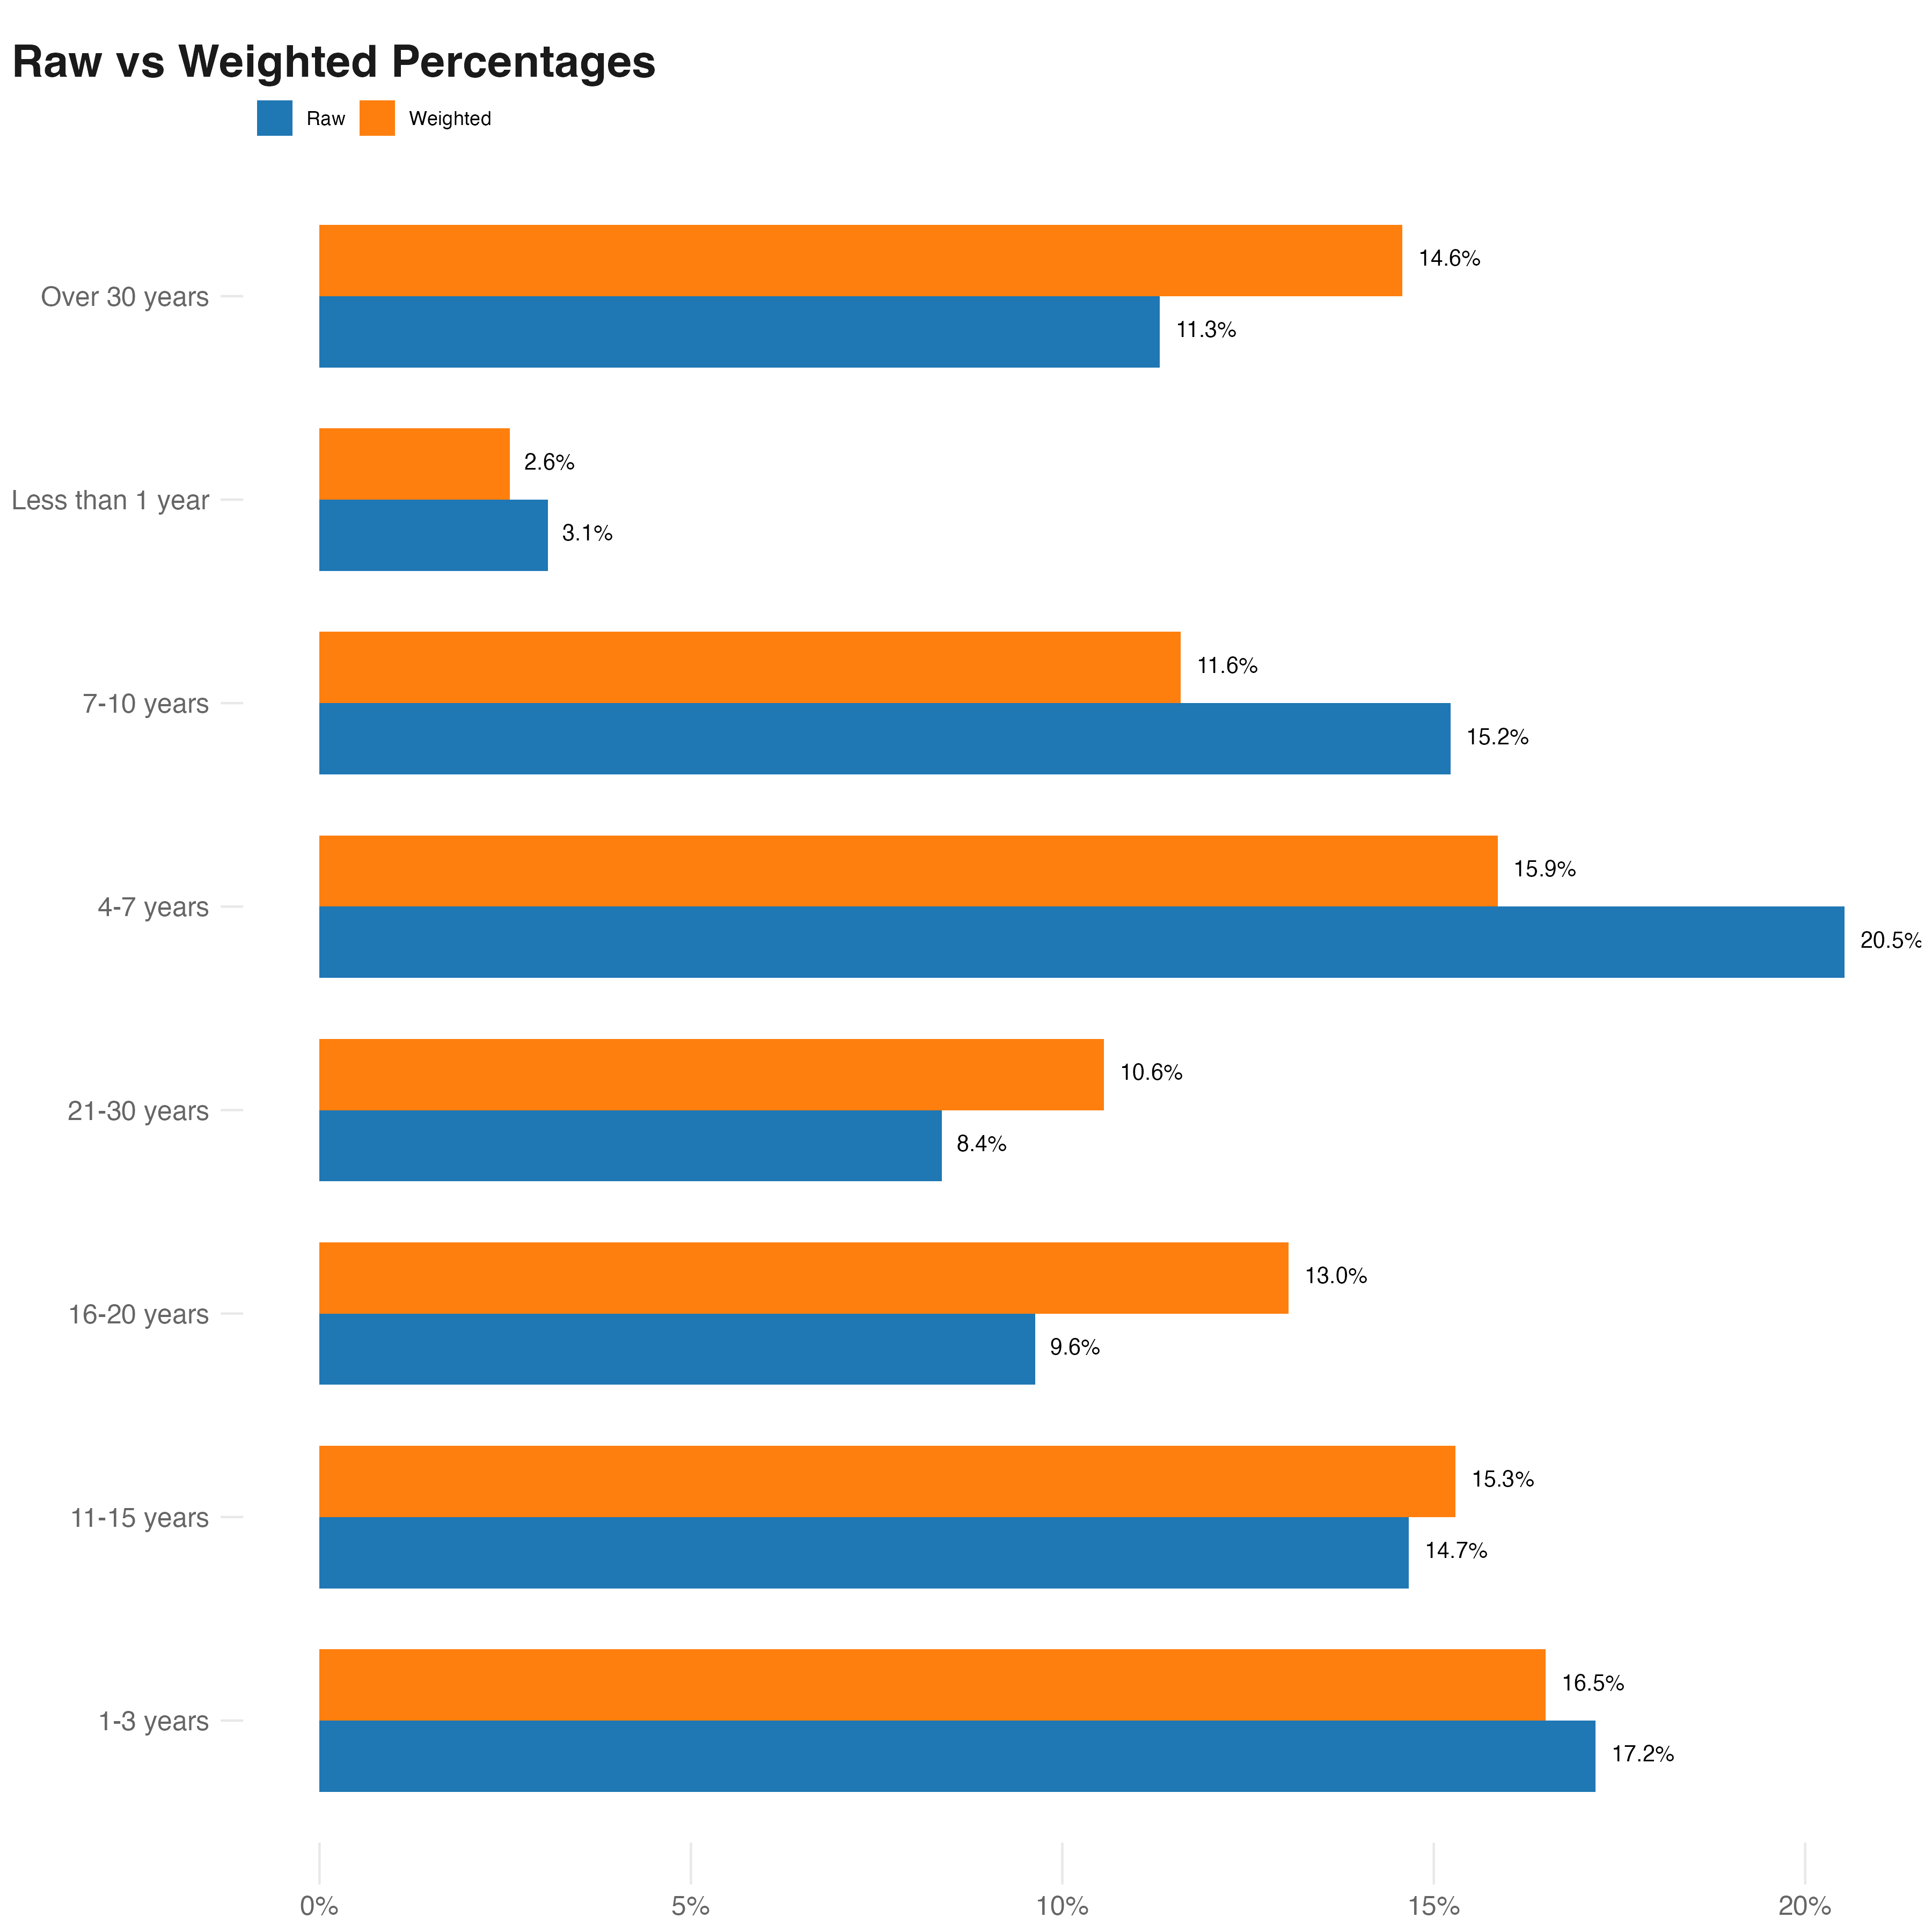 Raw vs Weighted Percentages
Raw Weighted
Over 30 years
14.6%
11.3%
Less than 1 year
2.6%
3.1%
7-10 years
11.6%
15.2%
4-7 years
15.9%
20.5%
21-30 years
10.6%
8.4%
16-20 years
13.0%
9.6%
11-15 years
15.3%
14.7%
1-3 years
16.5%
17.2%
0% 5% 10% 15% 20%